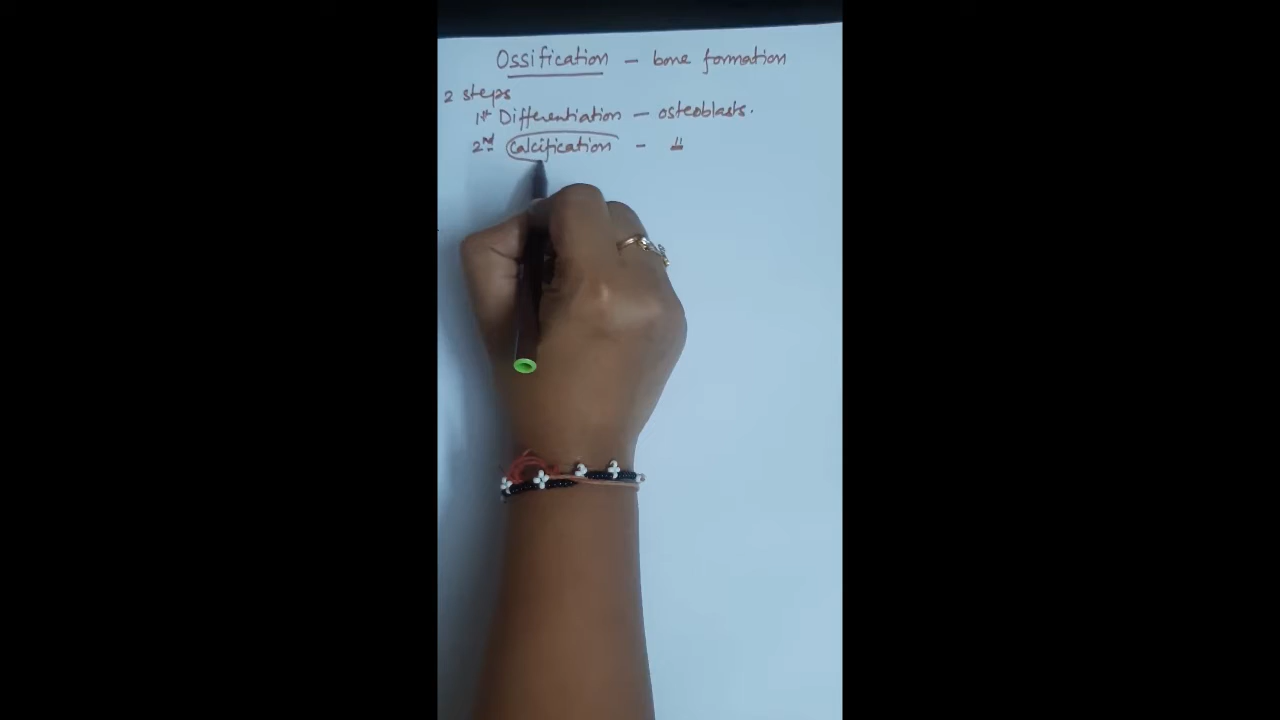 Ossification – bone formation
2 steps
1st Differentiation – osteoblasts.
2nd Calcification – "